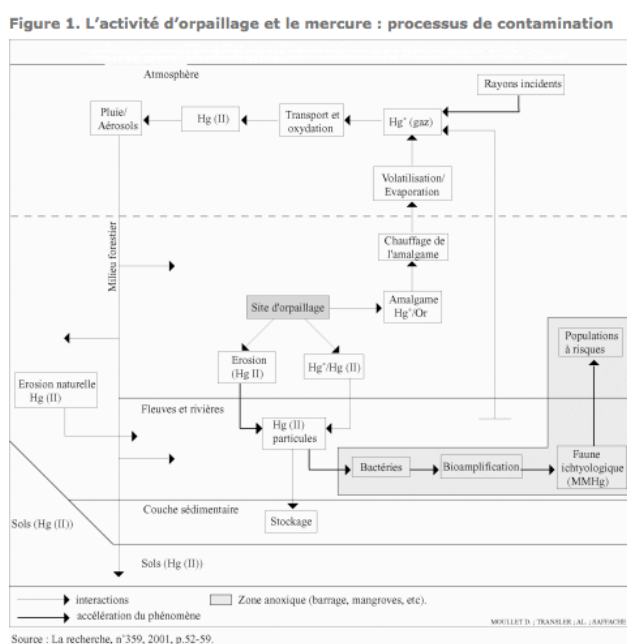 Figure 1. L'activité d'orpaillage et le mercure : processus de contamination
Atmosphère
Rayons incidents
Pluie/
Aérosols
Hg (II)
Transport et
oxydation
Hg° (gaz)
Volatilisation/
Evaporation
Milieu forestier
Chauffage de
l'amalgame
Site d'orpaillage
Amalgame
Hg°/Or
Populations
à risques
Erosion
(Hg II)
Hg°/Hg (II)
Erosion naturelle
Hg (II)
Fleuves et rivières
Hg (II)
particules
Bactéries
Bioamplification
Faune
ichtyologique
(MMHg)
Couche sédimentaire
Stockage
Sols (Hg (II))
Sols (Hg (II))
interactions
Zone anoxique (barrage, mangroves, etc).
accélération du phénomène
MOULLET D. ; TRANSLER ; AL. ; SAFFACHE
Source : La recherche, n°359, 2001, p.52-59.